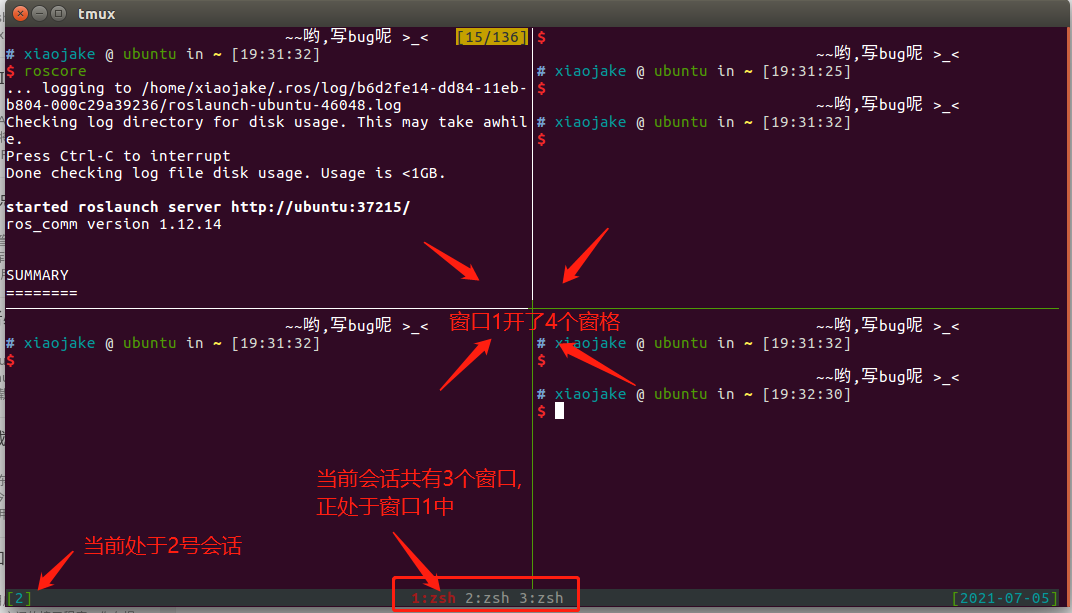 tmux
~~哟,写bug呢 >_< [15/136]
# xiaojake @ ubuntu in ~ [19:31:32]
$ roscore
... logging to /home/xiaojake/.ros/log/b6d2fe14-dd84-11eb-
b804-000c29a39236/roslaunch-ubuntu-46048.log
Checking log directory for disk usage. This may take awhil
e.
Press Ctrl-C to interrupt
Done checking log file disk usage. Usage is <1GB.
started roslaunch server http://ubuntu:37215/
ros_comm version 1.12.14
SUMMARY
========
$
~~哟,写bug呢 >_<
# xiaojake @ ubuntu in ~ [19:31:25]
$
~~哟,写bug呢 >_<
# xiaojake @ ubuntu in ~ [19:31:32]
$
窗口1开了4个窗格
~~哟,写bug呢 >_<
# xiaojake @ ubuntu in ~ [19:31:32]
$
~~哟,写bug呢 >_<
# xiaojake @ ubuntu in ~ [19:31:32]
$
~~哟,写bug呢 >_<
# xiaojake @ ubuntu in ~ [19:32:30]
$
当前会话共有3个窗口,
正处于窗口1中
当前处于2号会话
[2] 1:zsh 2:zsh 3:zsh [2021-07-05]